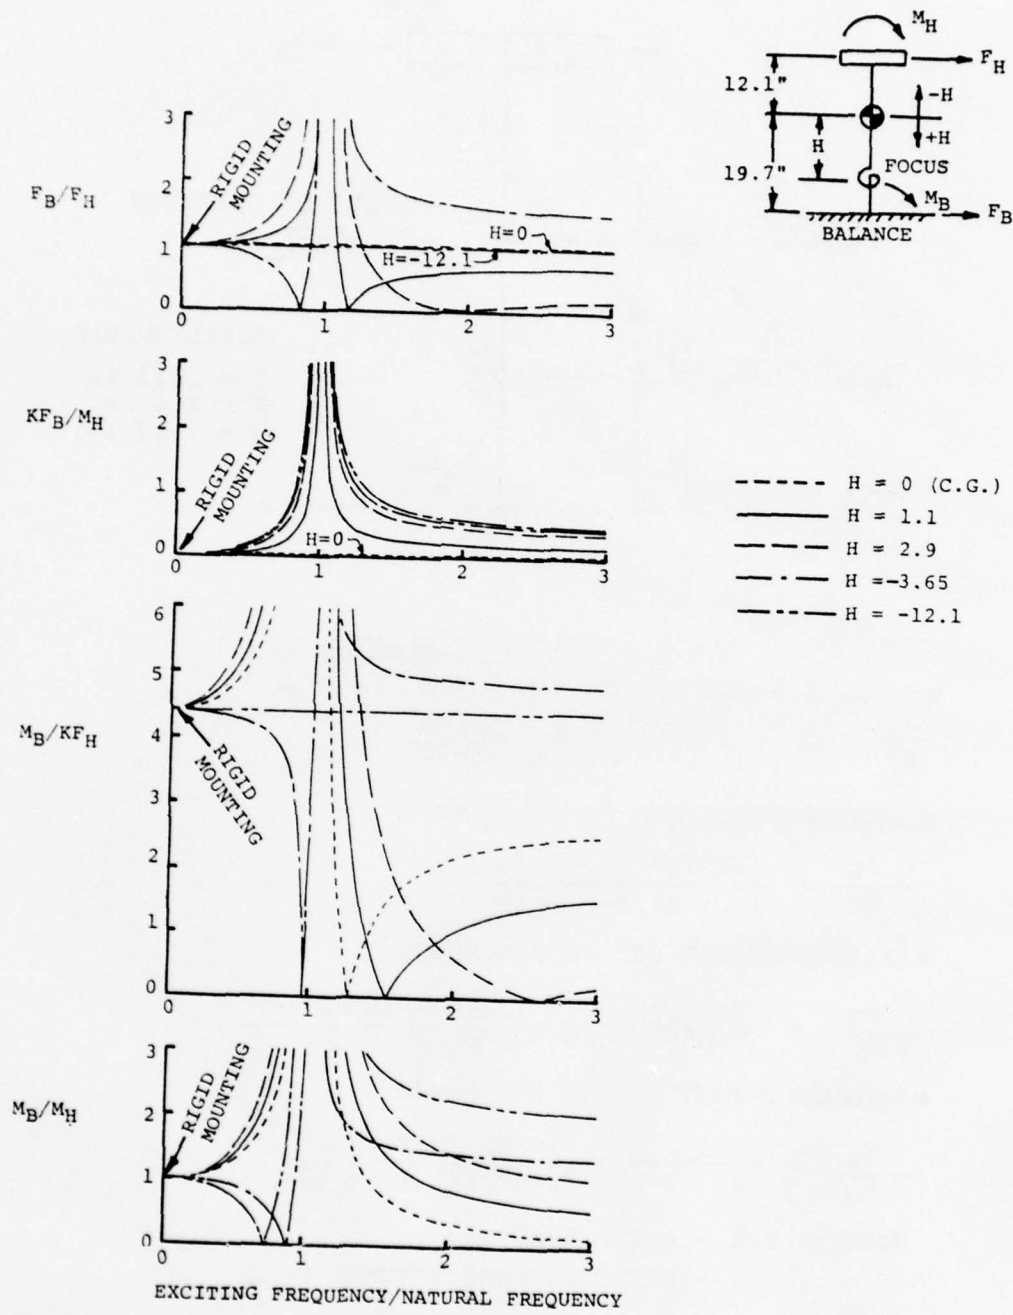 M_H
F_H
12.1"
-H
+H
H
FOCUS
19.7"
M_B
F_B
BALANCE
F_B/F_H
3
2
1
0
RIGID
MOUNTING
H=0
H=-12.1
1
2
3
KF_B/M_H
3
2
1
0
RIGID
MOUNTING
H=0
0
1
2
3
H = 0 (C.G.)
H = 1.1
H = 2.9
H =-3.65
H = -12.1
M_B/KF_H
6
5
4
3
2
1
0
RIGID
MOUNTING
0
1
2
3
M_B/M_H
3
2
1
0
RIGID
MOUNTING
0
1
2
3
EXCITING FREQUENCY/NATURAL FREQUENCY